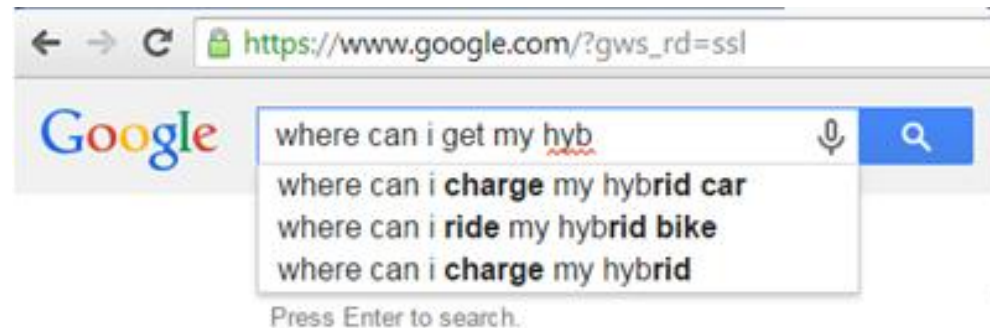 https://www.google.com/?gws_rd=ssl
Google where can i get my hyb
where can i charge my hybrid car
where can i ride my hybrid bike
where can i charge my hybrid
Press Enter to search.